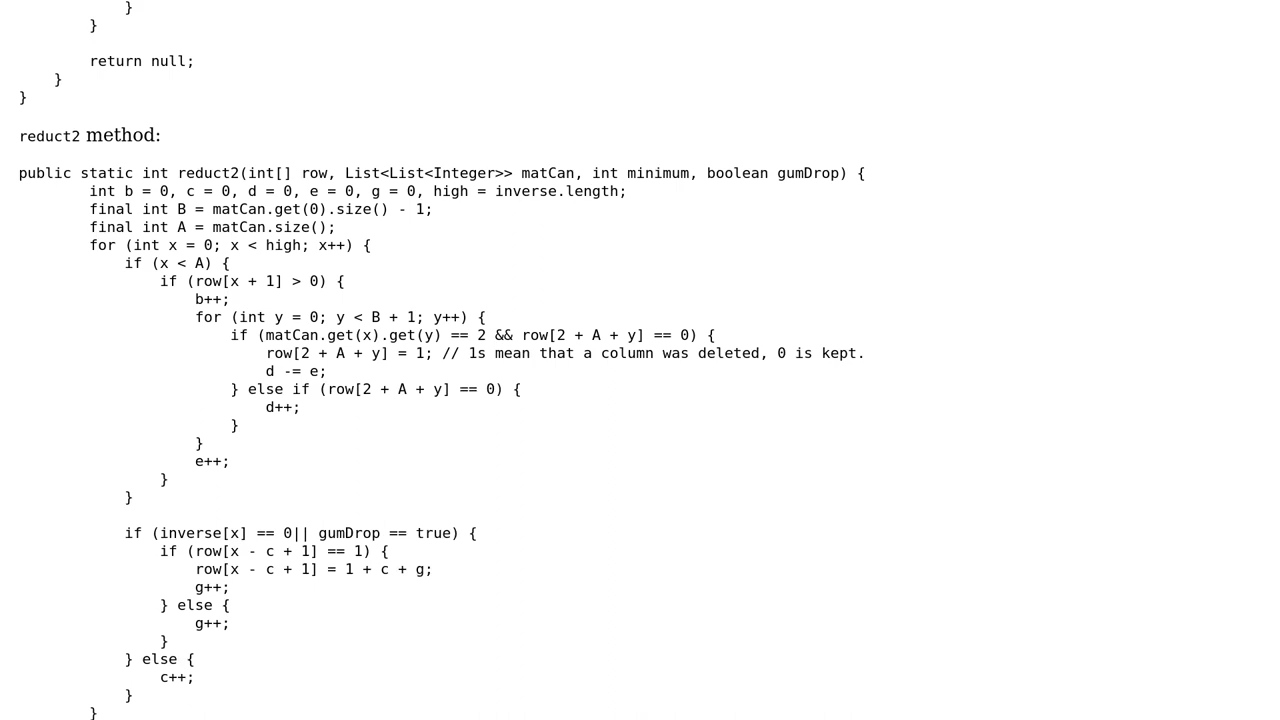 }
        }

        return null;
    }
}

reduct2 method:

public static int reduct2(int[] row, List<List<Integer>> matCan, int minimum, boolean gumDrop) {
        int b = 0, c = 0, d = 0, e = 0, g = 0, high = inverse.length;
        final int B = matCan.get(0).size() - 1;
        final int A = matCan.size();
        for (int x = 0; x < high; x++) {
            if (x < A) {
                if (row[x + 1] > 0) {
                    b++;
                    for (int y = 0; y < B + 1; y++) {
                        if (matCan.get(x).get(y) == 2 && row[2 + A + y] == 0) {
                            row[2 + A + y] = 1; // 1s mean that a column was deleted, 0 is kept.
                            d -= e;
                        } else if (row[2 + A + y] == 0) {
                            d++;
                        }
                    }
                    e++;
                }
            }

            if (inverse[x] == 0|| gumDrop == true) {
                if (row[x - c + 1] == 1) {
                    row[x - c + 1] = 1 + c + g;
                    g++;
                } else {
                    g++;
                }
            } else {
                c++;
            }
        }